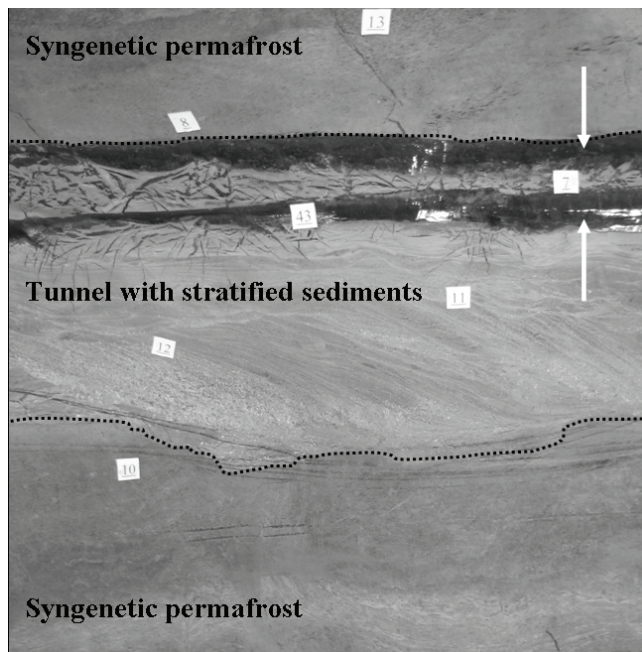 13
Syngenetic permafrost
8
7
43
Tunnel with stratified sediments
11
12
10
Syngenetic permafrost